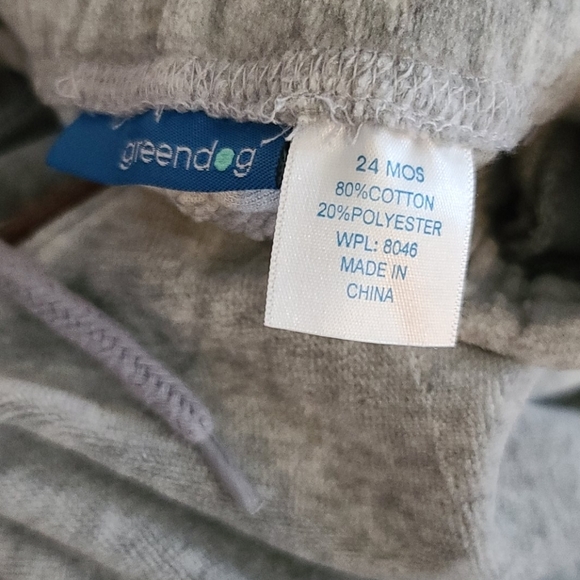 greendog
24 MOS
80%COTTON
20%POLYESTER
WPL: 8046
MADE IN
CHINA